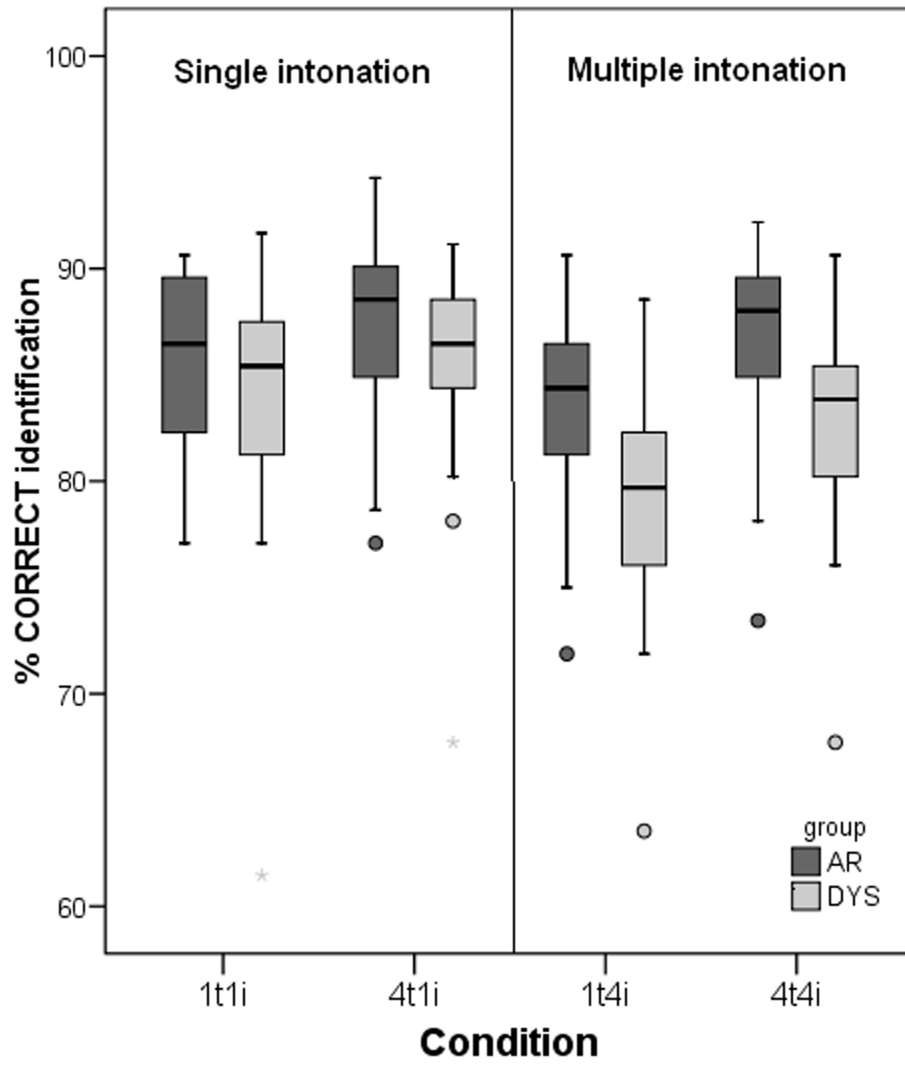 Single intonation
Multiple intonation
100
90
80
70
60
% CORRECT identification
group
AR
DYS
1t1i
4t1i
1t4i
4t4i
Condition